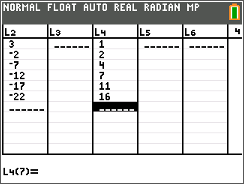 NORMAL FLOAT AUTO REAL RADIAN MP
L2 L3 L4 L5 L6 4
3 ------ 1 ------ ------
-2 2
-7 4
-12 7
-17 11
-22 16
------ ------
L4(7)=